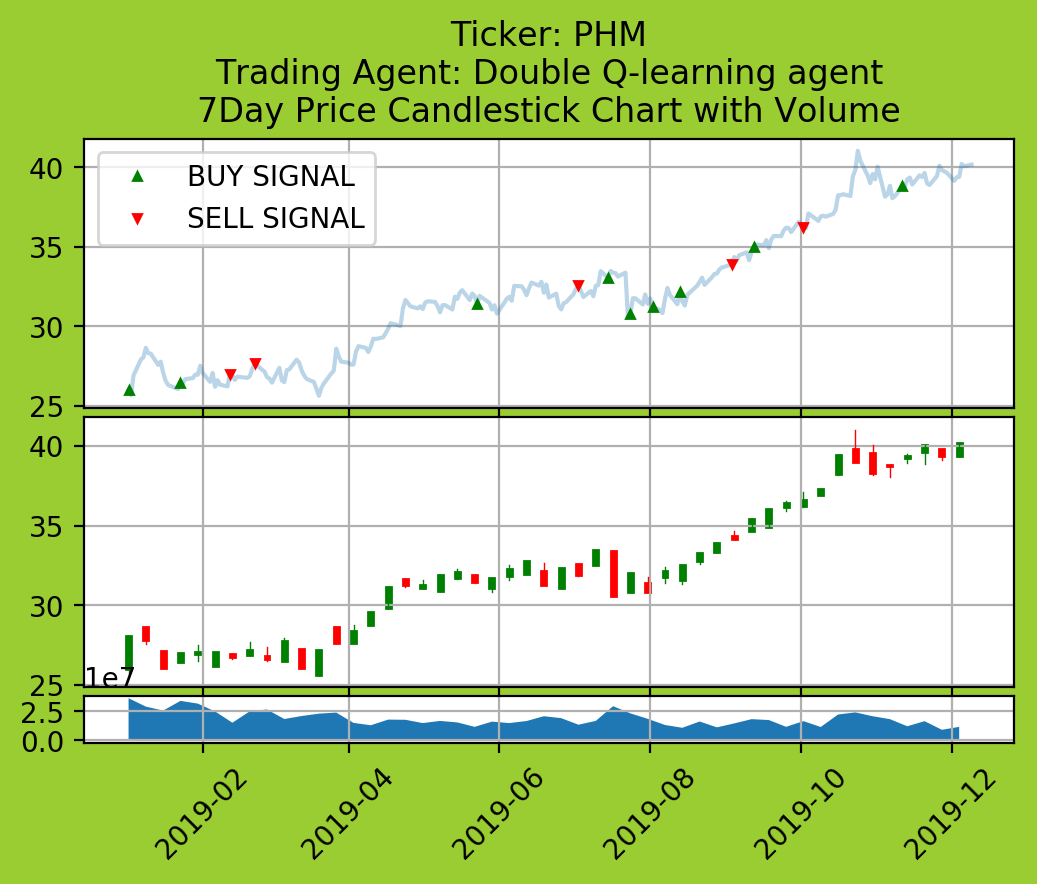 Ticker: PHM
Trading Agent: Double Q-learning agent
7Day Price Candlestick Chart with Volume
BUY SIGNAL
SELL SIGNAL
40
35
30
25
40
35
30
25
1e7
2.5
0.0
2019-02
2019-04
2019-06
2019-08
2019-10
2019-12